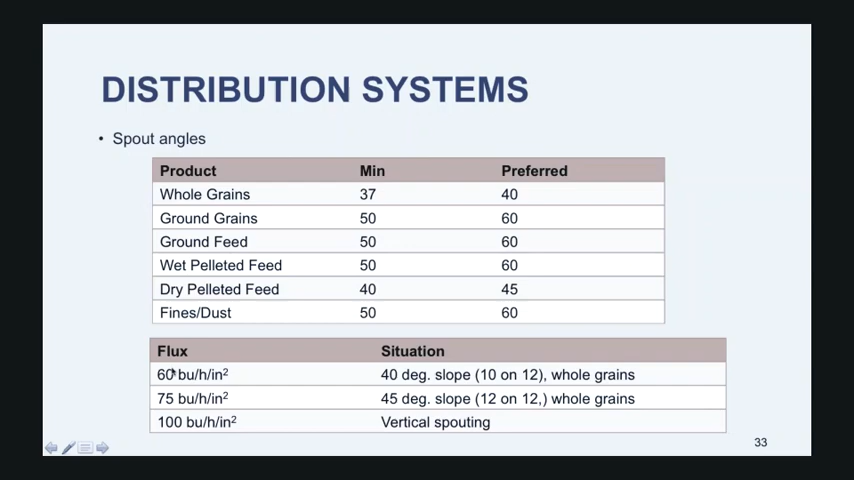 DISTRIBUTION SYSTEMS
• Spout angles
Product Min Preferred
Whole Grains 37 40
Ground Grains 50 60
Ground Feed 50 60
Wet Pelleted Feed 50 60
Dry Pelleted Feed 40 45
Fines/Dust 50 60
Flux Situation
60 bu/h/in² 40 deg. slope (10 on 12), whole grains
75 bu/h/in² 45 deg. slope (12 on 12,) whole grains
100 bu/h/in² Vertical spouting
33